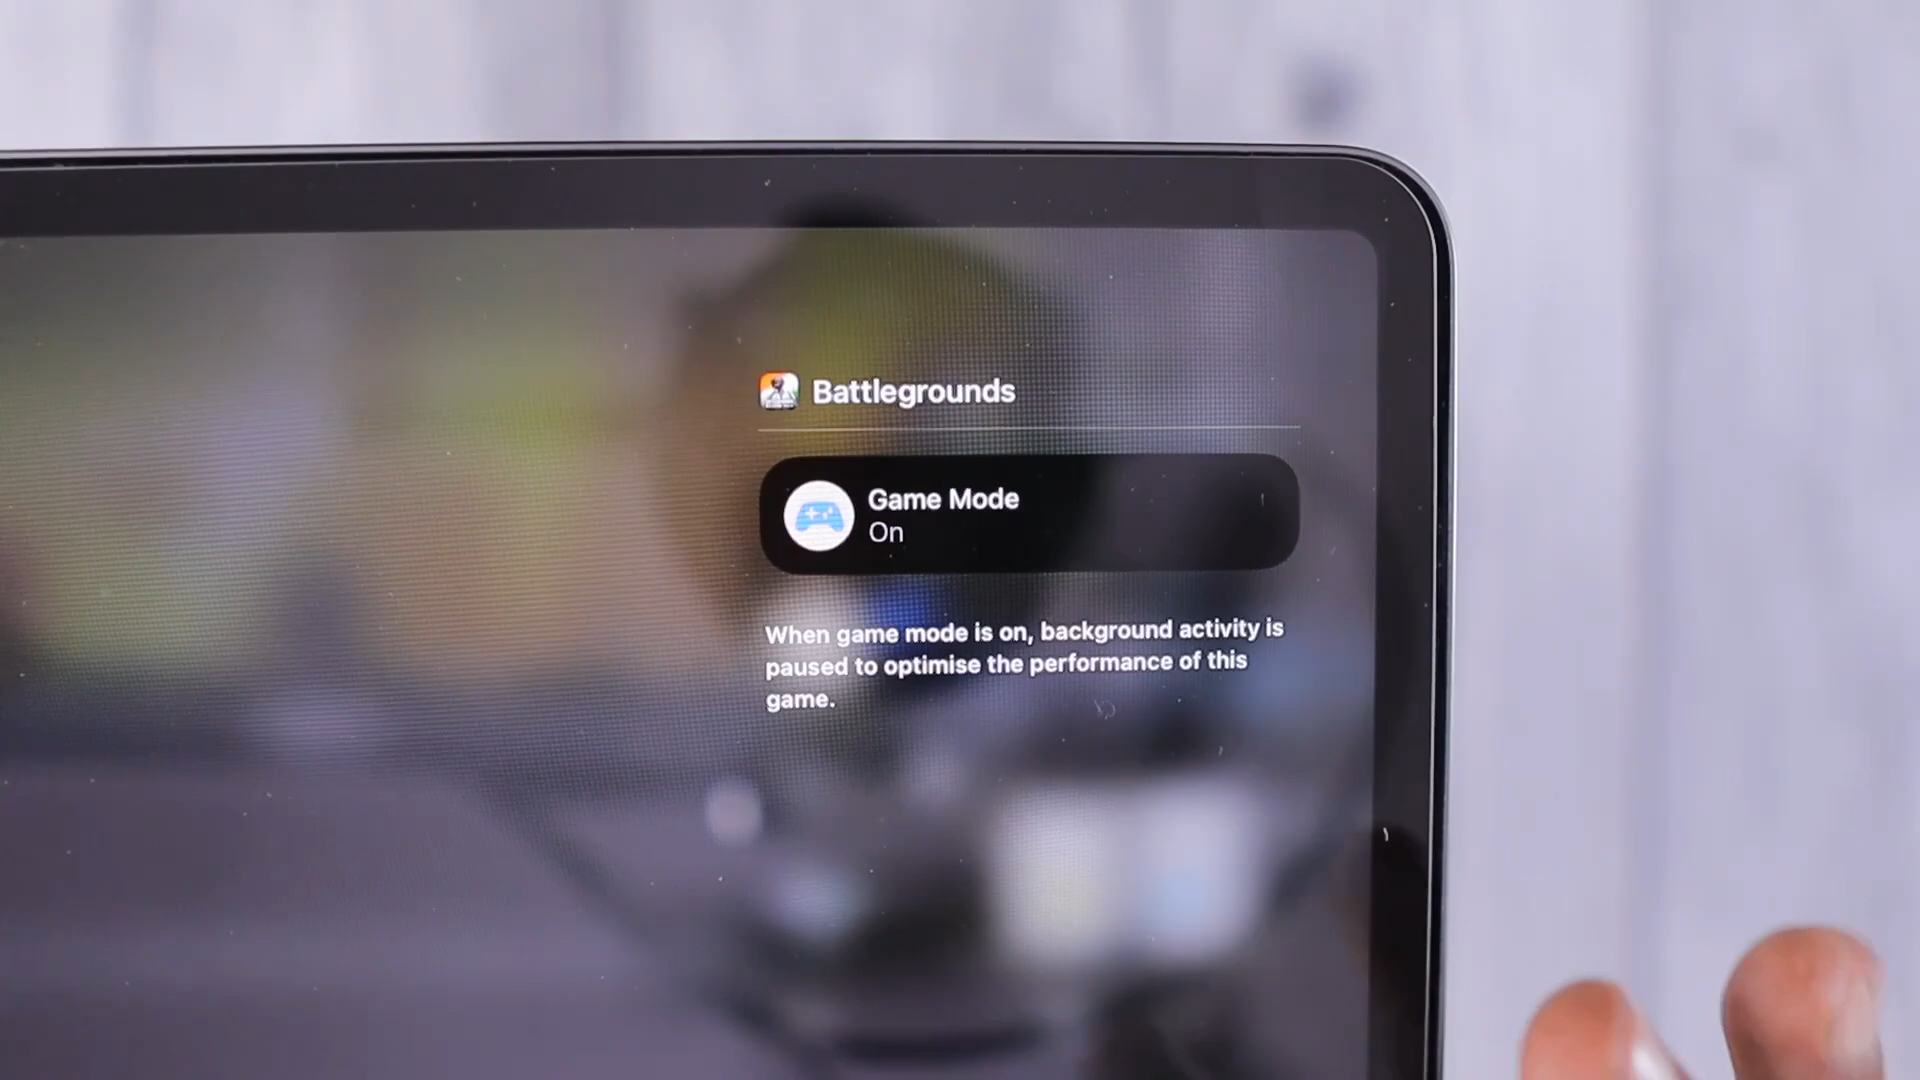 Battlegrounds
Game Mode
On
When game mode is on, background activity is
paused to optimise the performance of this
game.